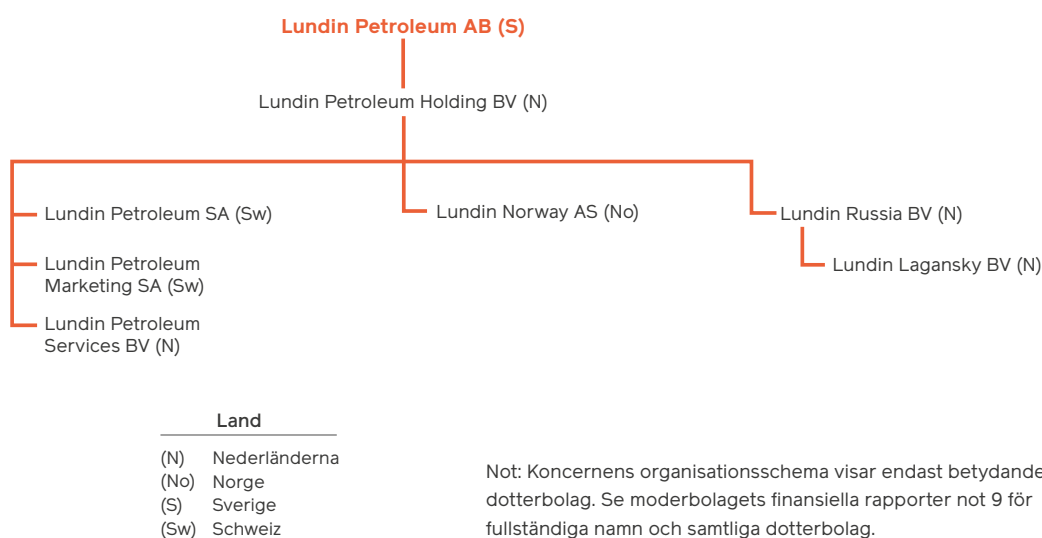 Lundin Petroleum AB (S)
Lundin Petroleum Holding BV (N)
Lundin Petroleum SA (Sw)
Lundin Petroleum
Marketing SA (Sw)
Lundin Petroleum
Services BV (N)
Lundin Norway AS (No)
Lundin Russia BV (N)
Lundin Lagansky BV (N)
Land
(N) Nederländerna
(No) Norge
(S) Sverige
(Sw) Schweiz
Not: Koncernens organisationsschema visar endast betydande
dotterbolag. Se moderbolagets finansiella rapporter not 9 för
fullständiga namn och samtliga dotterbolag.